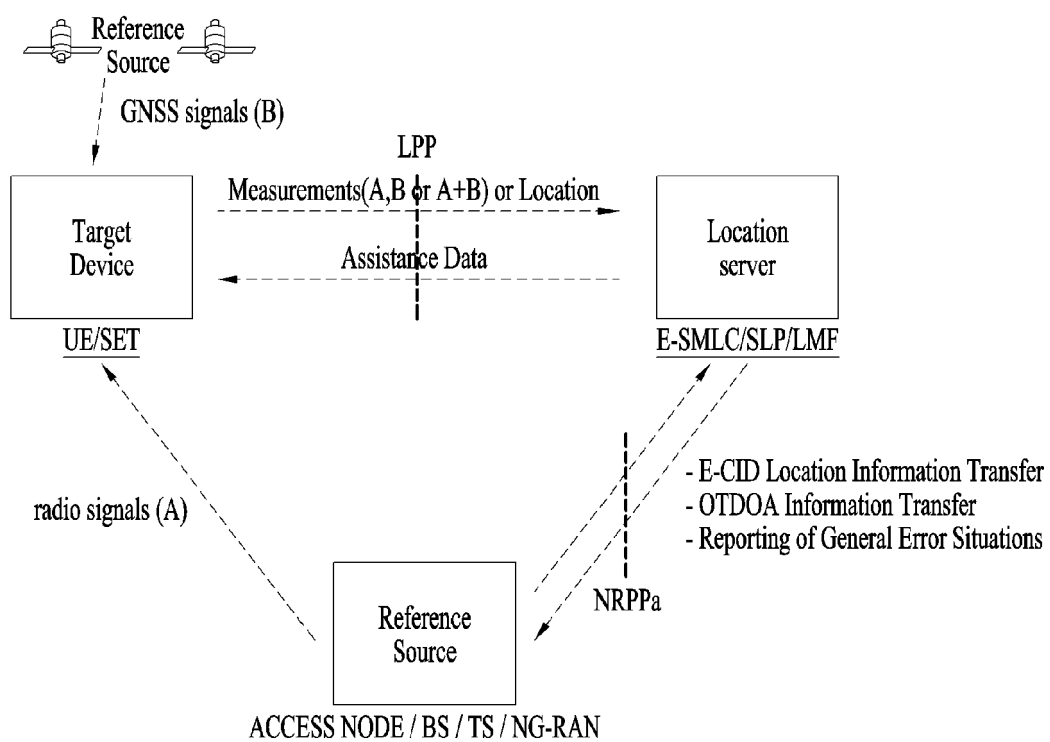 Reference
Source
GNSS signals (B)
LPP
Measurements(A,B or A+B) or Location
Target
Device
Assistance Data
Location
server
UE/SET
E-SMLC/SLP/LMF
radio signals (A)
- E-CID Location Information Transfer
- OTDOA Information Transfer
- Reporting of General Error Situations
NRPPa
Reference
Source
ACCESS NODE / BS / TS / NG-RAN